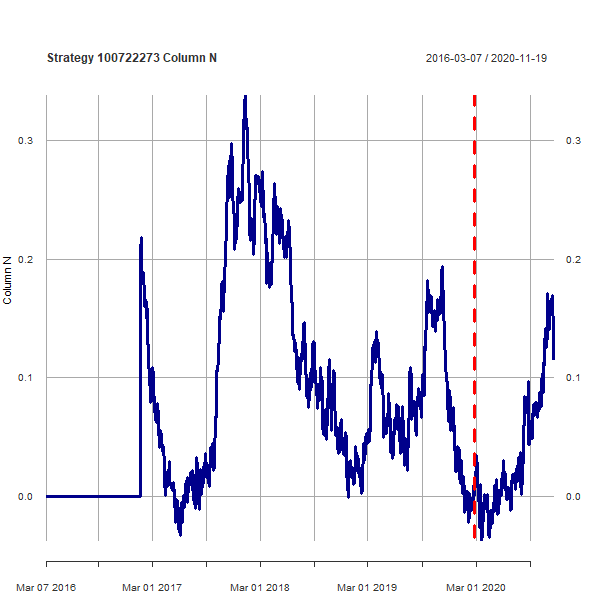 Strategy 100722273 Column N
2016-03-07 / 2020-11-19
0.3
0.3
0.2
0.2
0.1
0.1
0.0
0.0
Column N
Mar 07 2016
Mar 01 2017
Mar 01 2018
Mar 01 2019
Mar 01 2020